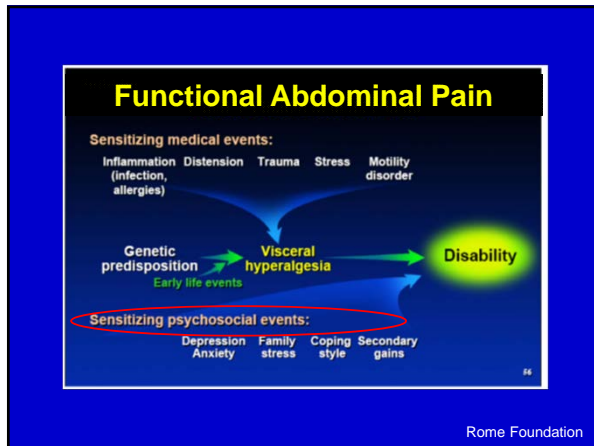 Functional Abdominal Pain
Sensitizing medical events:
Inflammation Distension Trauma Stress Motility
(infection, disorder
allergies)
Genetic Visceral
predisposition hyperalgesia Disability
Early life events
Sensitizing psychosocial events:
Depression Family Coping Secondary
Anxiety stress style gains
56
Rome Foundation